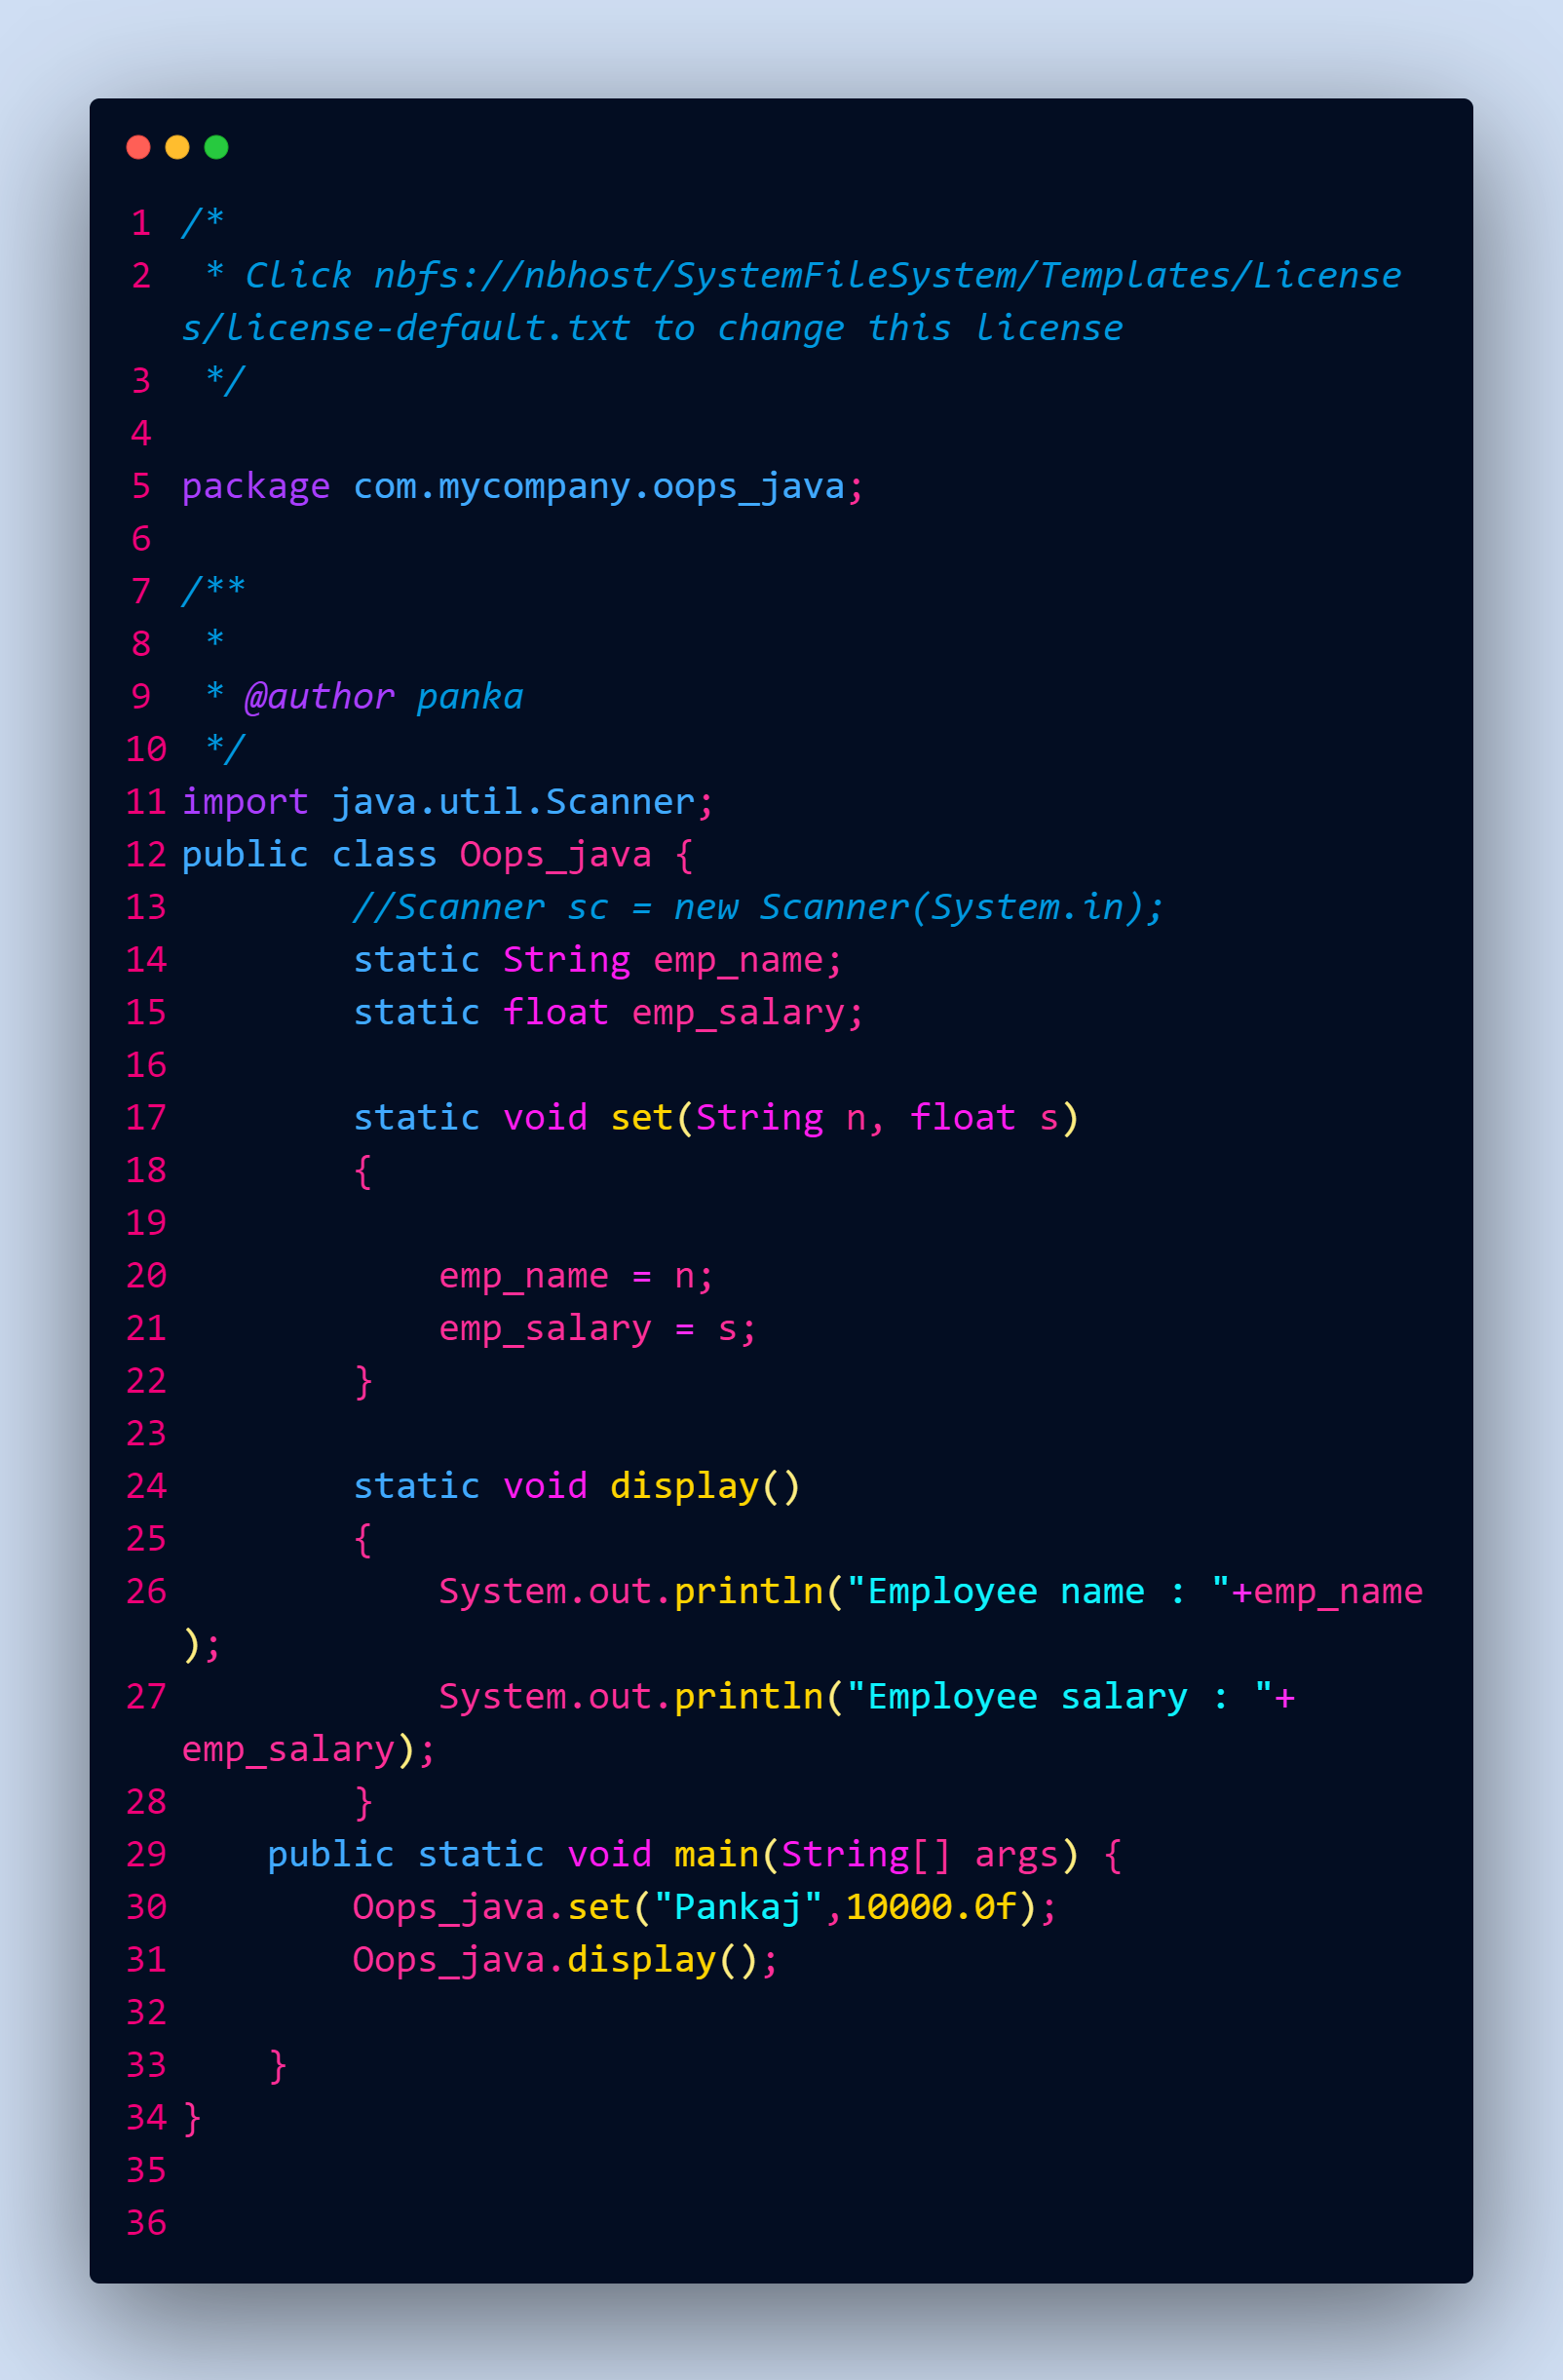 1 /*
2  * Click nbfs://nbhost/SystemFileSystem/Templates/License
s/license-default.txt to change this license
3  */
4
5 package com.mycompany.oops_java;
6
7 /**
8  *
9  * @author panka
10  */
11 import java.util.Scanner;
12 public class Oops_java {
13         //Scanner sc = new Scanner(System.in);
14         static String emp_name;
15         static float emp_salary;
16
17         static void set(String n, float s)
18         {
19
20             emp_name = n;
21             emp_salary = s;
22         }
23
24         static void display()
25         {
26             System.out.println("Employee name : "+emp_name
);
27             System.out.println("Employee salary : "+
emp_salary);
28         }
29     public static void main(String[] args) {
30         Oops_java.set("Pankaj",10000.0f);
31         Oops_java.display();
32
33     }
34 }
35
36